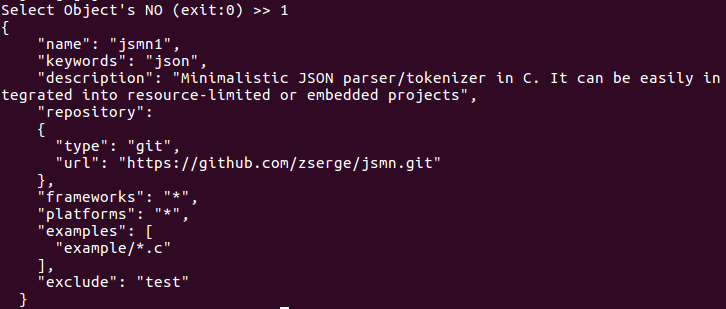 Select Object's NO (exit:0) >> 1
{
    "name": "jsmn1",
    "keywords": "json",
    "description": "Minimalistic JSON parser/tokenizer in C. It can be easily in
tegrated into resource-limited or embedded projects",
    "repository":
    {
      "type": "git",
      "url": "https://github.com/zserge/jsmn.git"
    },
    "frameworks": "*",
    "platforms": "*",
    "examples": [
      "example/*.c"
    ],
    "exclude": "test"
  }